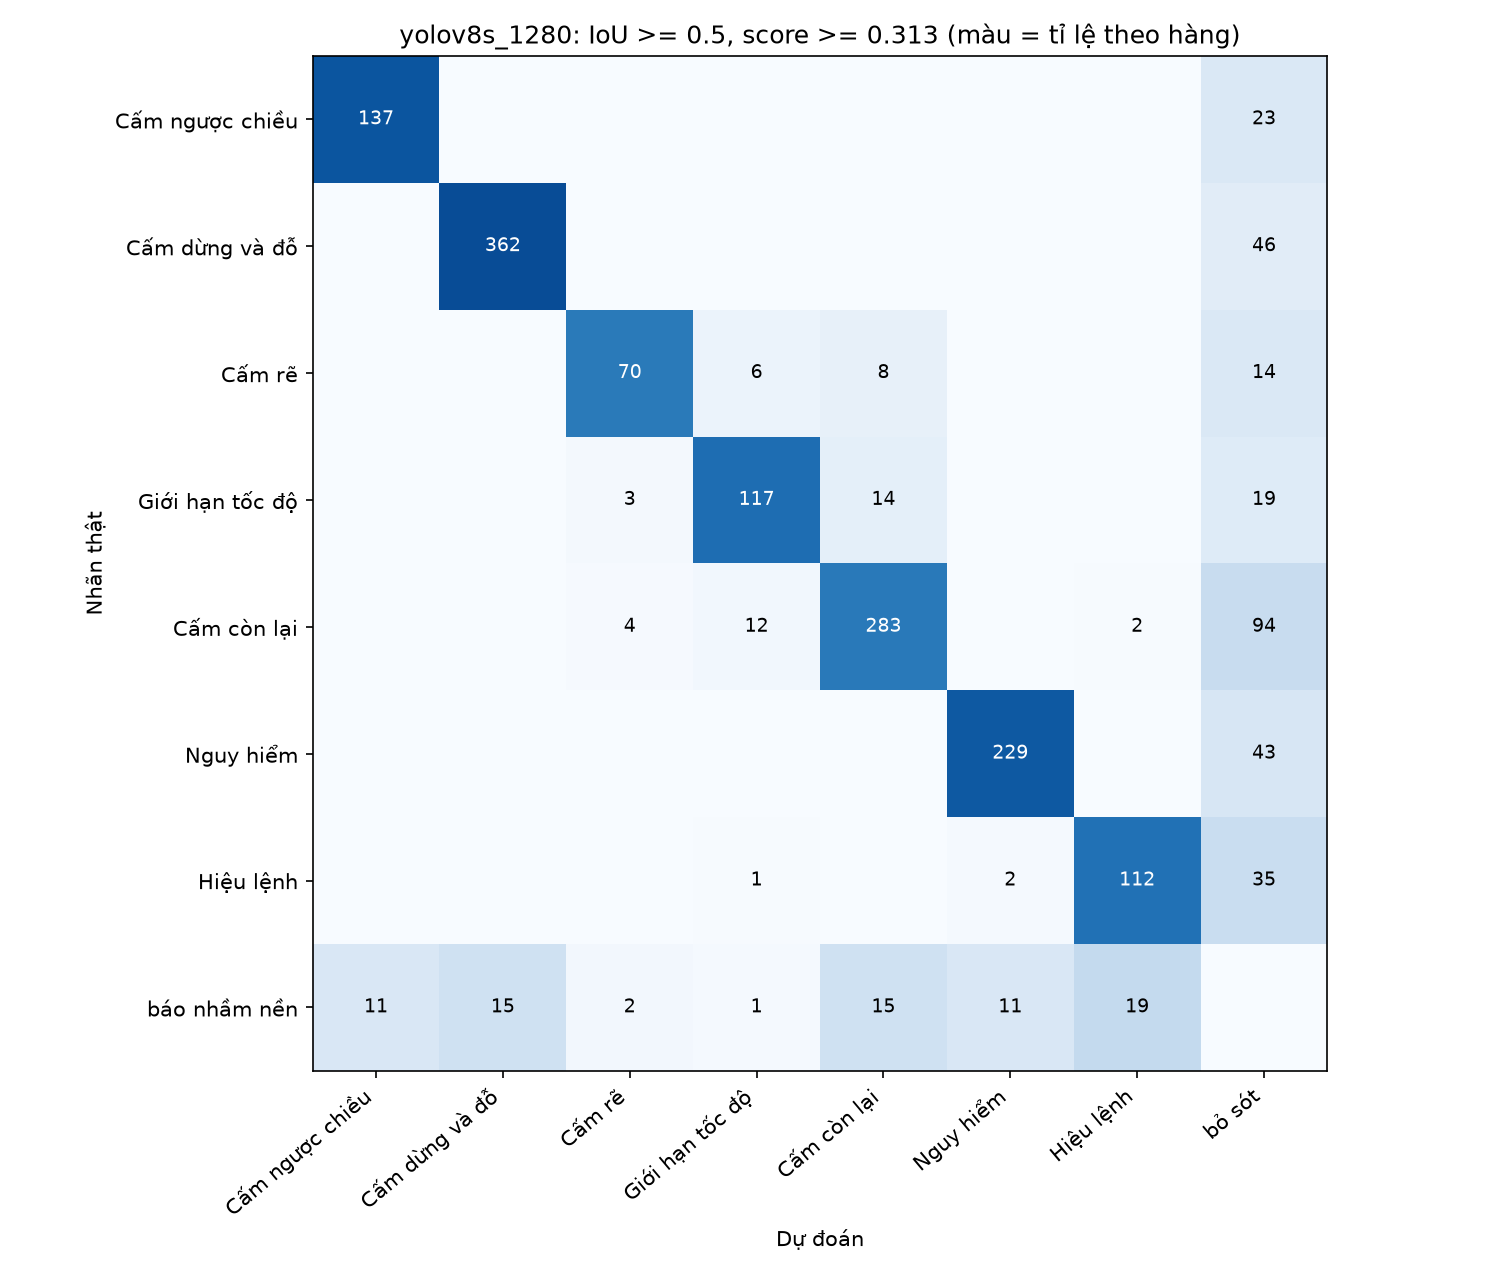 yolov8s_1280: IoU >= 0.5, score >= 0.313 (màu = tỉ lệ theo hàng)
Nhãn thật
Cấm ngược chiều 137 23
Cấm dừng và đỗ 362 46
Cấm rẽ 70 6 8 14
Giới hạn tốc độ 3 117 14 19
Cấm còn lại 4 12 283 2 94
Nguy hiểm 229 43
Hiệu lệnh 1 2 112 35
báo nhầm nền 11 15 2 1 15 11 19
Cấm ngược chiều
Cấm dừng và đỗ
Cấm rẽ
Giới hạn tốc độ
Cấm còn lại
Nguy hiểm
Hiệu lệnh
bỏ sót
Dự đoán